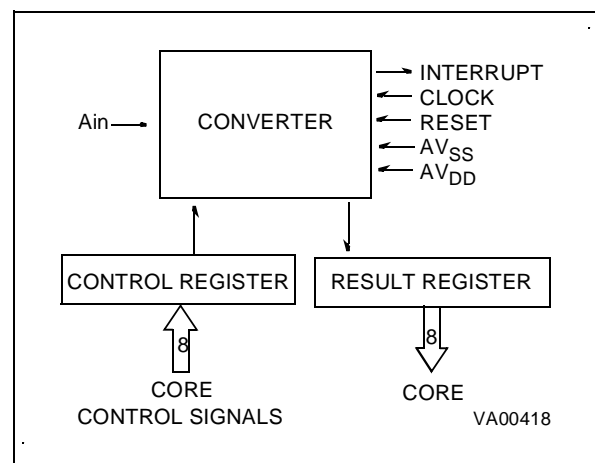 INTERRUPT
CLOCK
Ain
CONVERTER
RESET
AVSS
AVDD
CONTROL REGISTER
RESULT REGISTER
8
8
CORE
CONTROL SIGNALS
CORE
VA00418